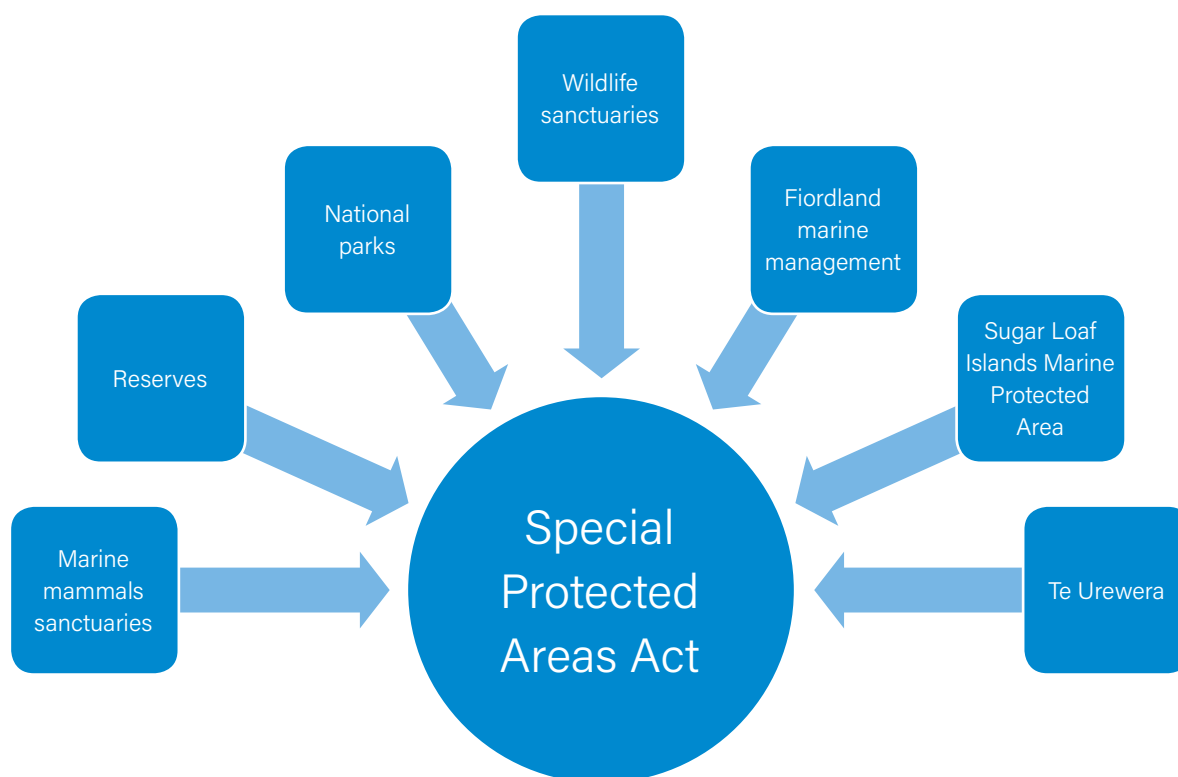 Wildlife
sanctuaries
National
parks
Fiordland
marine
management
Reserves
Sugar Loaf
Islands Marine
Protected
Area
Marine
mammals
sanctuaries
Special
Protected
Areas Act
Te Urewera